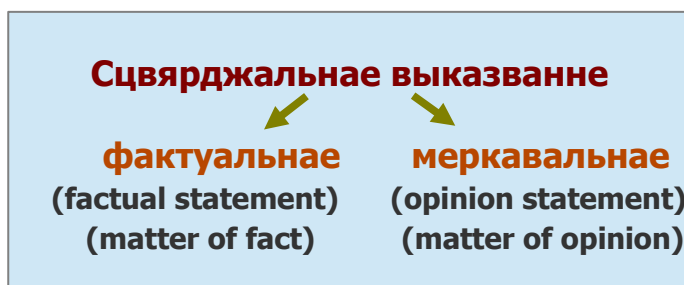 Сцвярджальнае выказванне
фактуальнае меркавальнае
(factual statement) (opinion statement)
(matter of fact) (matter of opinion)